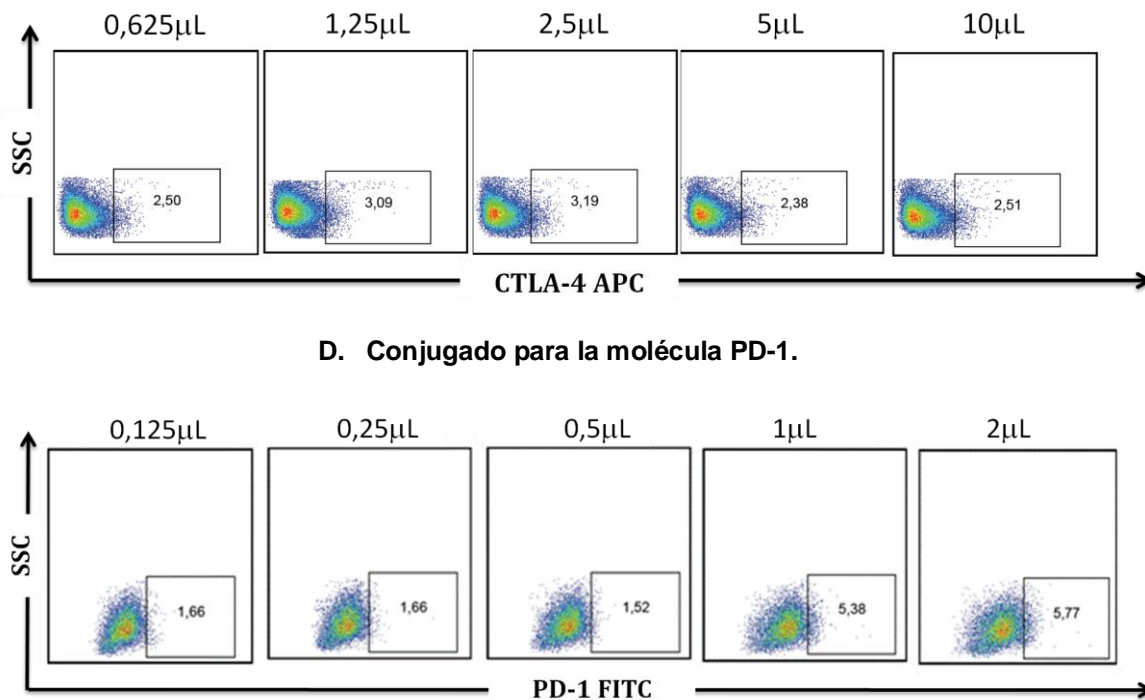 0,625μL 1,25μL 2,5μL 5μL 10μL
SSC
2,50 3,09 3,19 2,38 2,51
CTLA-4 APC
D. Conjugado para la molécula PD-1.
0,125μL 0,25μL 0,5μL 1μL 2μL
SSC
1,66 1,66 1,52 5,38 5,77
PD-1 FITC